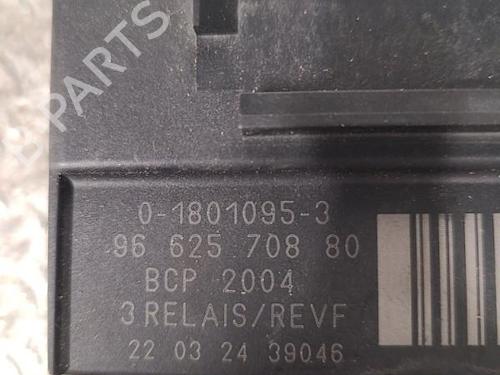 B-PARTS
0-1801095-3
96 625 708 80
BCP 2004
3 RELAIS/REVF
22 03 24 39046